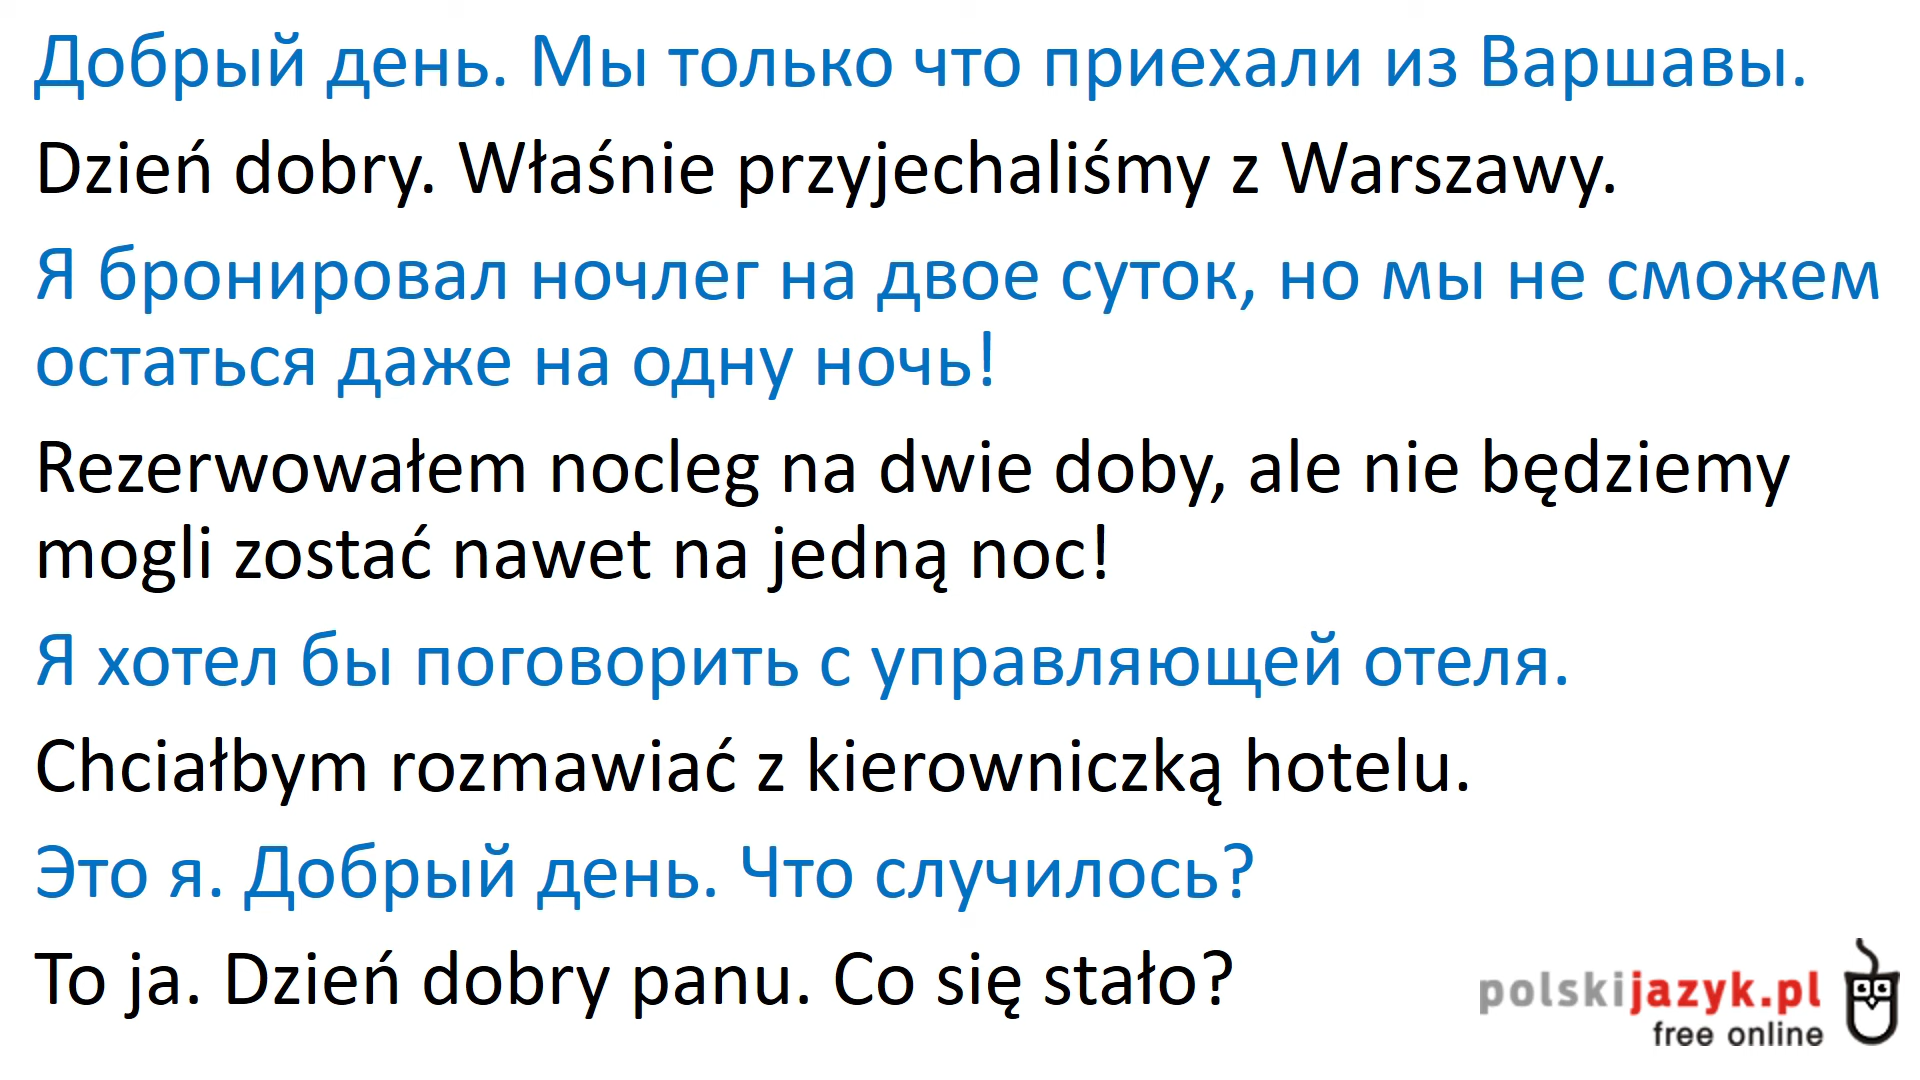 Добрый день. Мы только что приехали из Варшавы.
Dzień dobry. Właśnie przyjechaliśmy z Warszawy.
Я бронировал ночлег на двое суток, но мы не сможем
остаться даже на одну ночь!
Rezerwowałem nocleg na dwie doby, ale nie będziemy
mogli zostać nawet na jedną noc!
Я хотел бы поговорить с управляющей отеля.
Chciałbym rozmawiać z kierowniczką hotelu.
Это я. Добрый день. Что случилось?
To ja. Dzień dobry panu. Co się stało?
polskijazyk.pl
free online